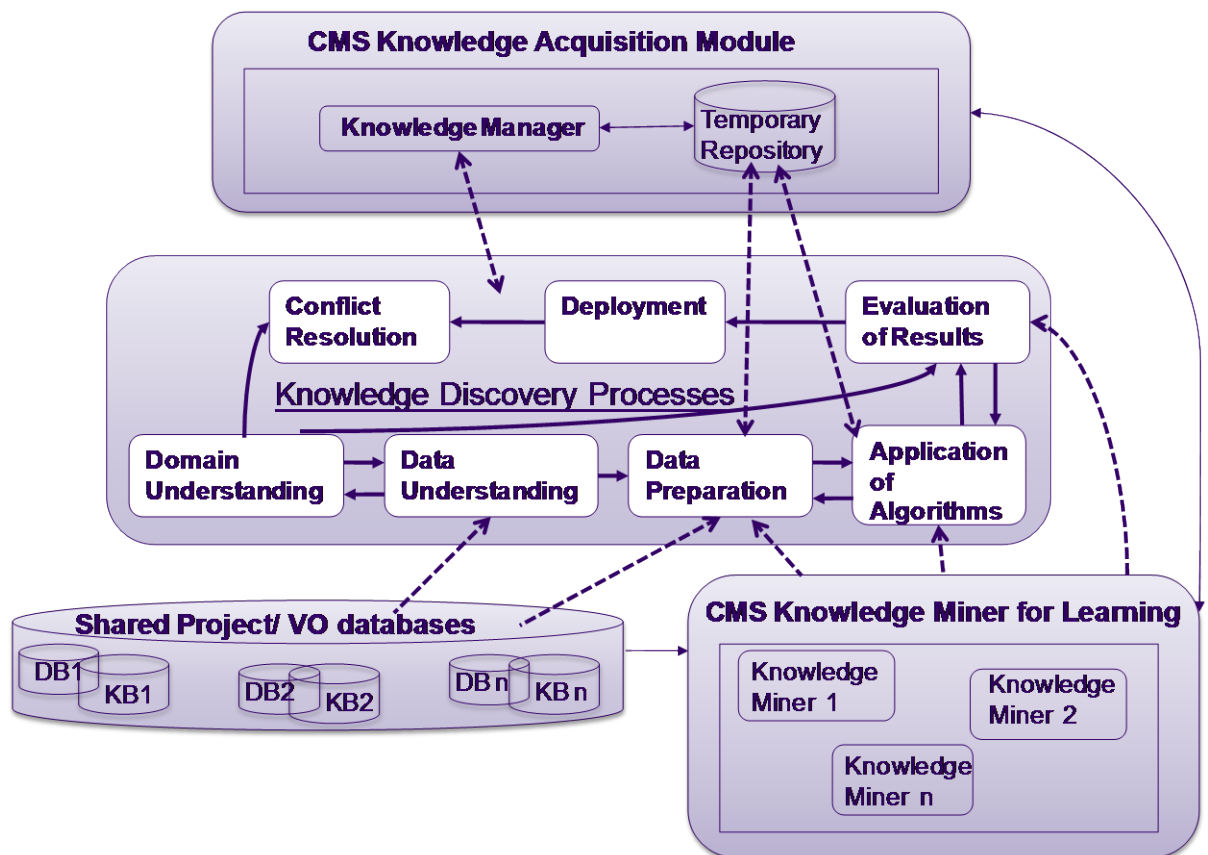 CMS Knowledge Acquisition Module
Knowledge Manager
Temporary
Repository
Conflict
Resolution
Deployment
Evaluation
of Results
Knowledge Discovery Processes
Domain
Understanding
Data
Understanding
Data
Preparation
Application
of
Algorithms
Shared Project/ VO databases
DB1
KB1
DB2
KB2
DB n
KB n
CMS Knowledge Miner for Learning
Knowledge
Miner 1
Knowledge
Miner 2
Knowledge
Miner n